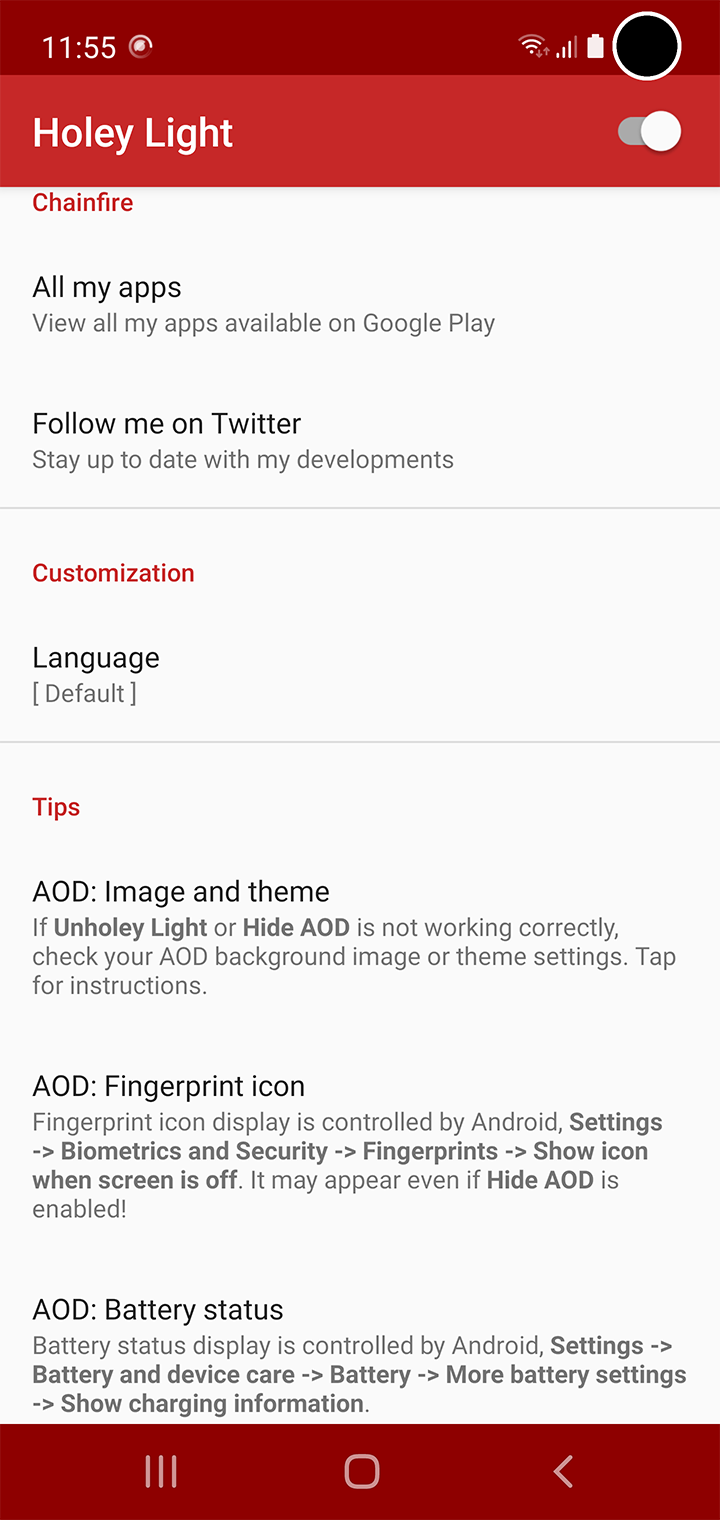 11:55
Holey Light
Chainfire
All my apps
View all my apps available on Google Play
Follow me on Twitter
Stay up to date with my developments
Customization
Language
[ Default ]
Tips
AOD: Image and theme
If Unholey Light or Hide AOD is not working correctly,
check your AOD background image or theme settings. Tap
for instructions.
AOD: Fingerprint icon
Fingerprint icon display is controlled by Android, Settings
-> Biometrics and Security -> Fingerprints -> Show icon
when screen is off. It may appear even if Hide AOD is
enabled!
AOD: Battery status
Battery status display is controlled by Android, Settings ->
Battery and device care -> Battery -> More battery settings
-> Show charging information.